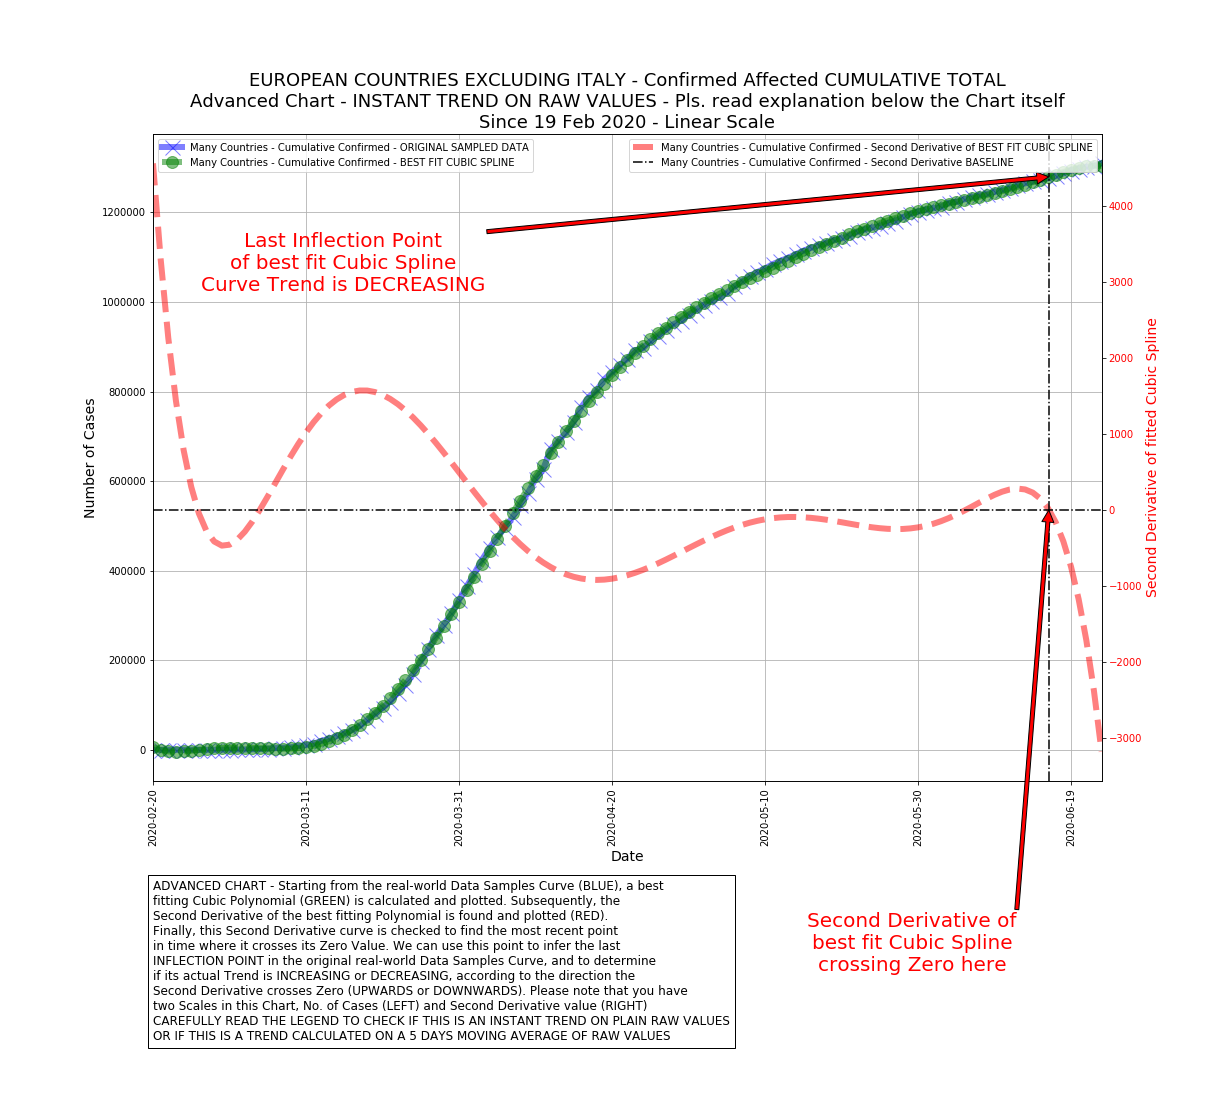 EUROPEAN COUNTRIES EXCLUDING ITALY - Confirmed Affected CUMULATIVE TOTAL
Advanced Chart - INSTANT TREND ON RAW VALUES - Pls. read explanation below the Chart itself
Since 19 Feb 2020 - Linear Scale
Many Countries - Cumulative Confirmed - ORIGINAL SAMPLED DATA
Many Countries - Cumulative Confirmed - BEST FIT CUBIC SPLINE
Many Countries - Cumulative Confirmed - Second Derivative of BEST FIT CUBIC SPLINE
Many Countries - Cumulative Confirmed - Second Derivative BASELINE
Last Inflection Point
of best fit Cubic Spline
Curve Trend is DECREASING
Number of Cases
1200000
1000000
800000
600000
400000
200000
0
4000
3000
2000
1000
0
−1000
−2000
−3000
Second Derivative of fitted Cubic Spline
2020-02-20
2020-03-11
2020-03-31
2020-04-20
2020-05-10
2020-05-30
2020-06-19
Date
ADVANCED CHART - Starting from the real-world Data Samples Curve (BLUE), a best
fitting Cubic Polynomial (GREEN) is calculated and plotted. Subsequently, the
Second Derivative of the best fitting Polynomial is found and plotted (RED).
Finally, this Second Derivative curve is checked to find the most recent point
in time where it crosses its Zero Value. We can use this point to infer the last
INFLECTION POINT in the original real-world Data Samples Curve, and to determine
if its actual Trend is INCREASING or DECREASING, according to the direction the
Second Derivative crosses Zero (UPWARDS or DOWNWARDS). Please note that you have
two Scales in this Chart, No. of Cases (LEFT) and Second Derivative value (RIGHT)
CAREFULLY READ THE LEGEND TO CHECK IF THIS IS AN INSTANT TREND ON PLAIN RAW VALUES
OR IF THIS IS A TREND CALCULATED ON A 5 DAYS MOVING AVERAGE OF RAW VALUES
Second Derivative of
best fit Cubic Spline
crossing Zero here